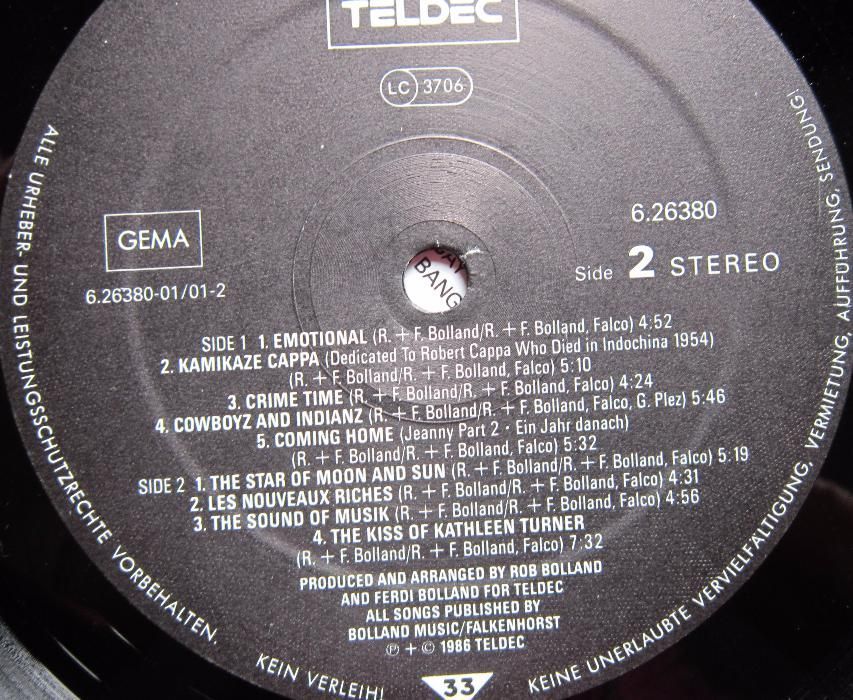 TELDEC
LC 3706
GEMA
6.26380-01/01-2
6.26380
Side 2 STEREO
BANG
SIDE 1 1. EMOTIONAL (R. + F. Bolland/R. + F. Bolland, Falco) 4:52
2. KAMIKAZE CAPPA (Dedicated To Robert Cappa Who Died in Indochina 1954)
(R. + F. Bolland/R. + F. Bolland, Falco) 5:10
3. CRIME TIME (R. + F. Bolland/R. + F. Bolland, Falco) 4:24
4. COWBOYZ AND INDIANZ (R. + F. Bolland/R. + F. Bolland, Falco, G. Plez) 5:46
5. COMING HOME (Jeanny Part 2 · Ein Jahr danach)
(R. + F. Bolland/R. + F. Bolland, Falco) 5:32
SIDE 2 1. THE STAR OF MOON AND SUN (R. + F. Bolland/R. + F. Bolland, Falco) 5:19
2. LES NOUVEAUX RICHES (R. + F. Bolland/R. + F. Bolland, Falco) 4:31
3. THE SOUND OF MUSIK (R. + F. Bolland/R. + F. Bolland, Falco) 4:56
4. THE KISS OF KATHLEEN TURNER
(R. + F. Bolland/R. + F. Bolland, Falco) 7:32
PRODUCED AND ARRANGED BY ROB BOLLAND
AND FERDI BOLLAND FOR TELDEC
ALL SONGS PUBLISHED BY
BOLLAND MUSIC/FALKENHORST
℗ + © 1986 TELDEC
33
ALLE URHEBER- UND LEISTUNGSSCHUTZRECHTE VORBEHALTEN.
KEIN VERLEIH!
KEINE UNERLAUBTE VERVIELFÄLTIGUNG, VERMIETUNG, AUFFÜHRUNG, SENDUNG!